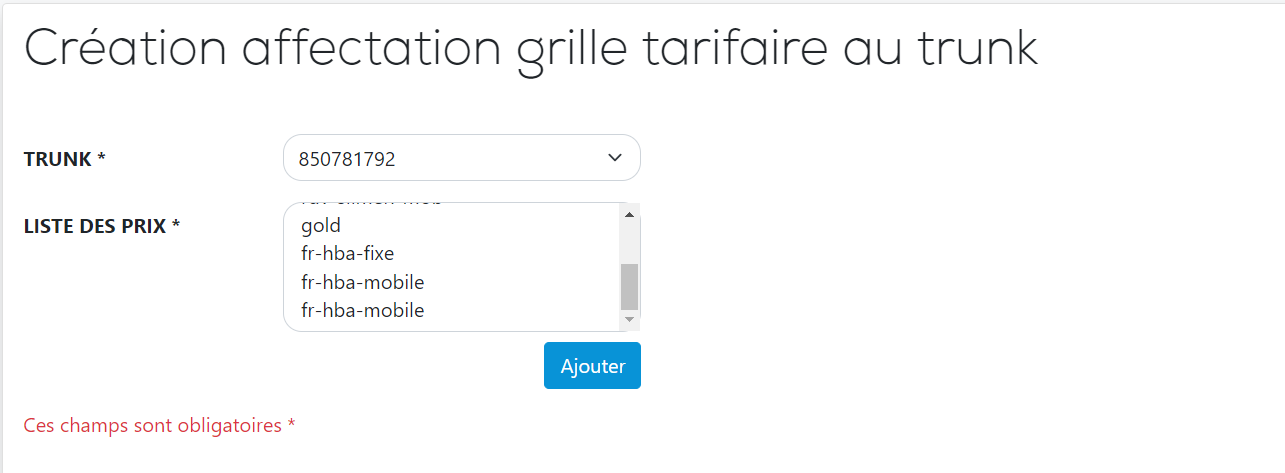 Création affectation grille tarifaire au trunk
TRUNK * 850781792
LISTE DES PRIX *
gold
fr-hba-fixe
fr-hba-mobile
fr-hba-mobile
Ajouter
Ces champs sont obligatoires *